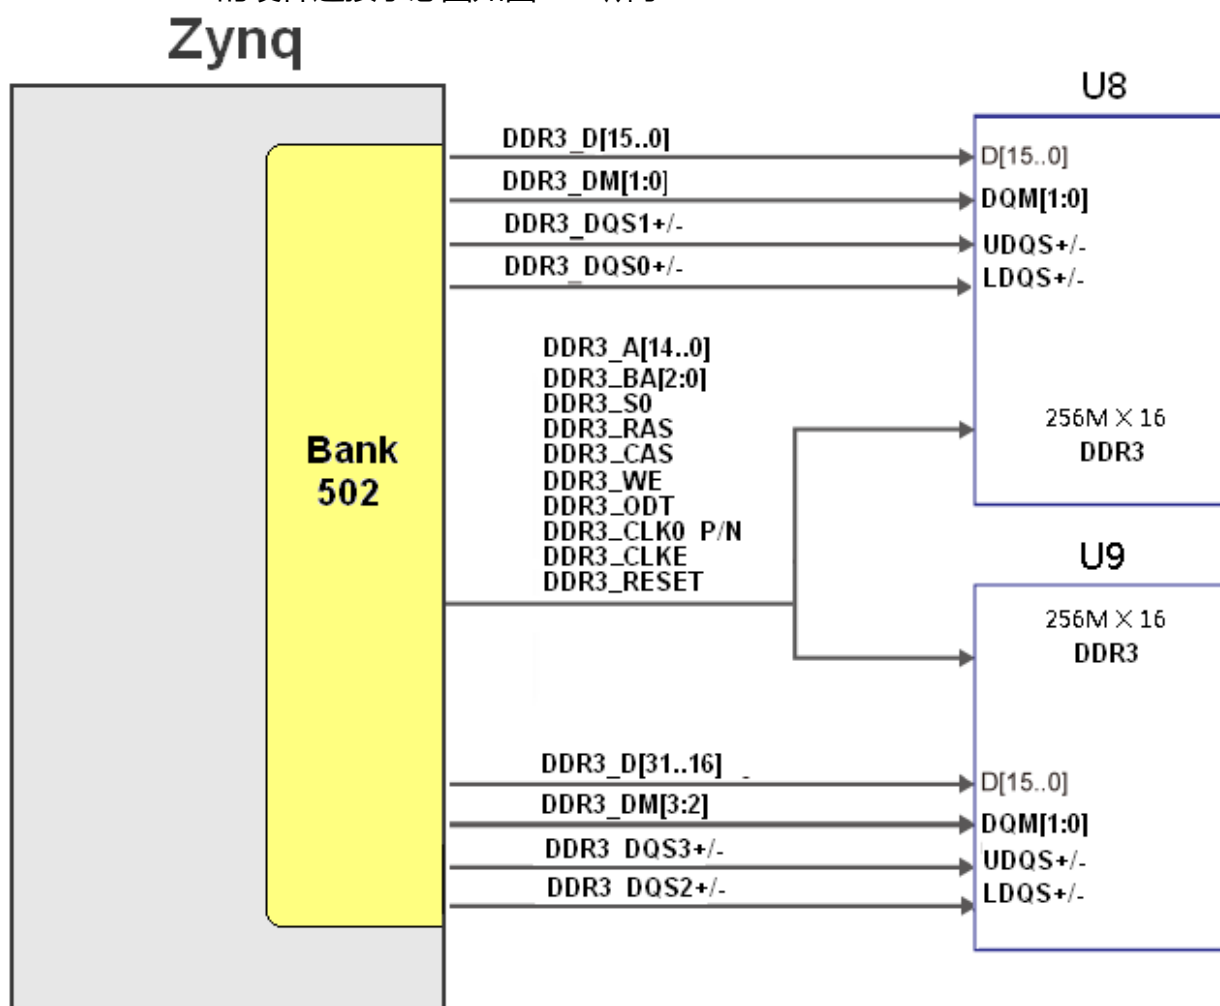 Zynq
U8
DDR3_D[15..0]
D[15..0]
DDR3_DM[1:0]
DQM[1:0]
DDR3_DQS1+/-
UDQS+/-
DDR3_DQS0+/-
LDQS+/-
DDR3_A[14..0]
DDR3_BA[2:0]
DDR3_S0
DDR3_RAS
DDR3_CAS
DDR3_WE
DDR3_ODT
DDR3_CLK0 P/N
DDR3_CLKE
DDR3_RESET
Bank
502
256M×16
DDR3
U9
256M×16
DDR3
DDR3_D[31..16]
D[15..0]
DDR3_DM[3:2]
DQM[1:0]
DDR3 DQS3+/-
UDQS+/-
DDR3 DQS2+/-
LDQS+/-